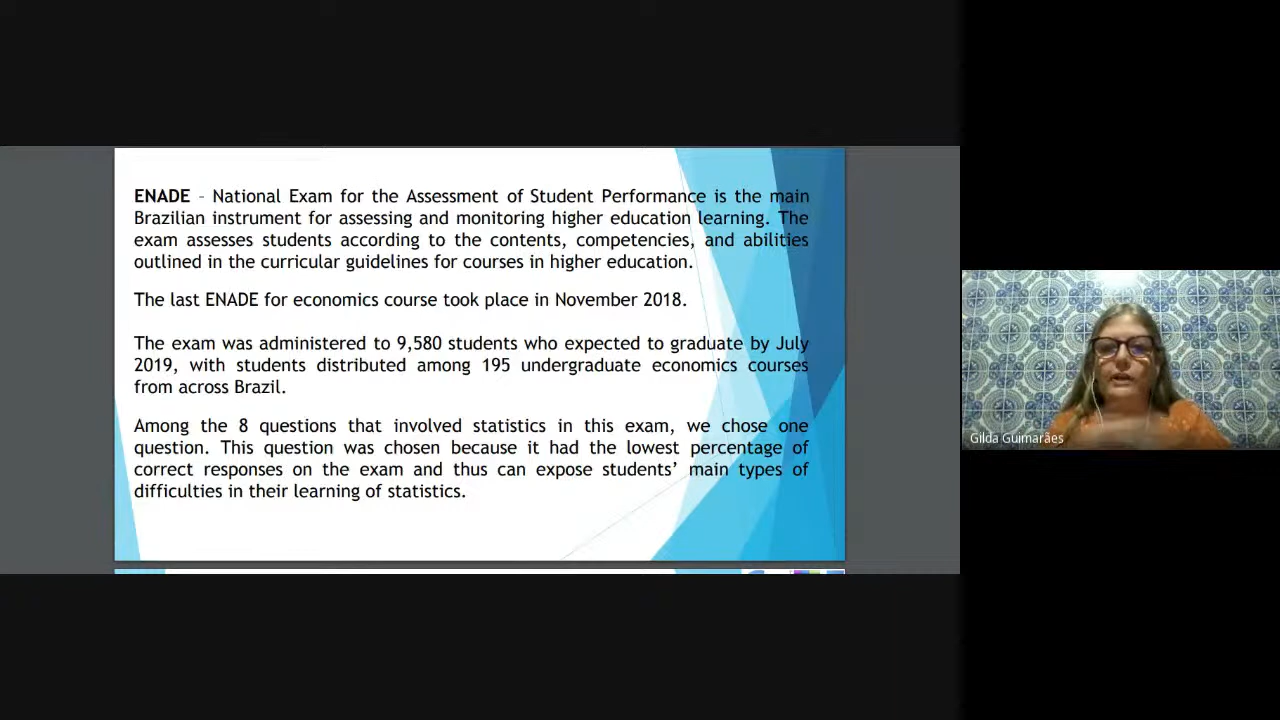 ENADE – National Exam for the Assessment of Student Performance is the main
Brazilian instrument for assessing and monitoring higher education learning. The
exam assesses students according to the contents, competencies, and abilities
outlined in the curricular guidelines for courses in higher education.
The last ENADE for economics course took place in November 2018.
The exam was administered to 9,580 students who expected to graduate by July
2019, with students distributed among 195 undergraduate economics courses
from across Brazil.
Among the 8 questions that involved statistics in this exam, we chose one
question. This question was chosen because it had the lowest percentage of
correct responses on the exam and thus can expose students’ main types of
difficulties in their learning of statistics.
Gilda Guimarães